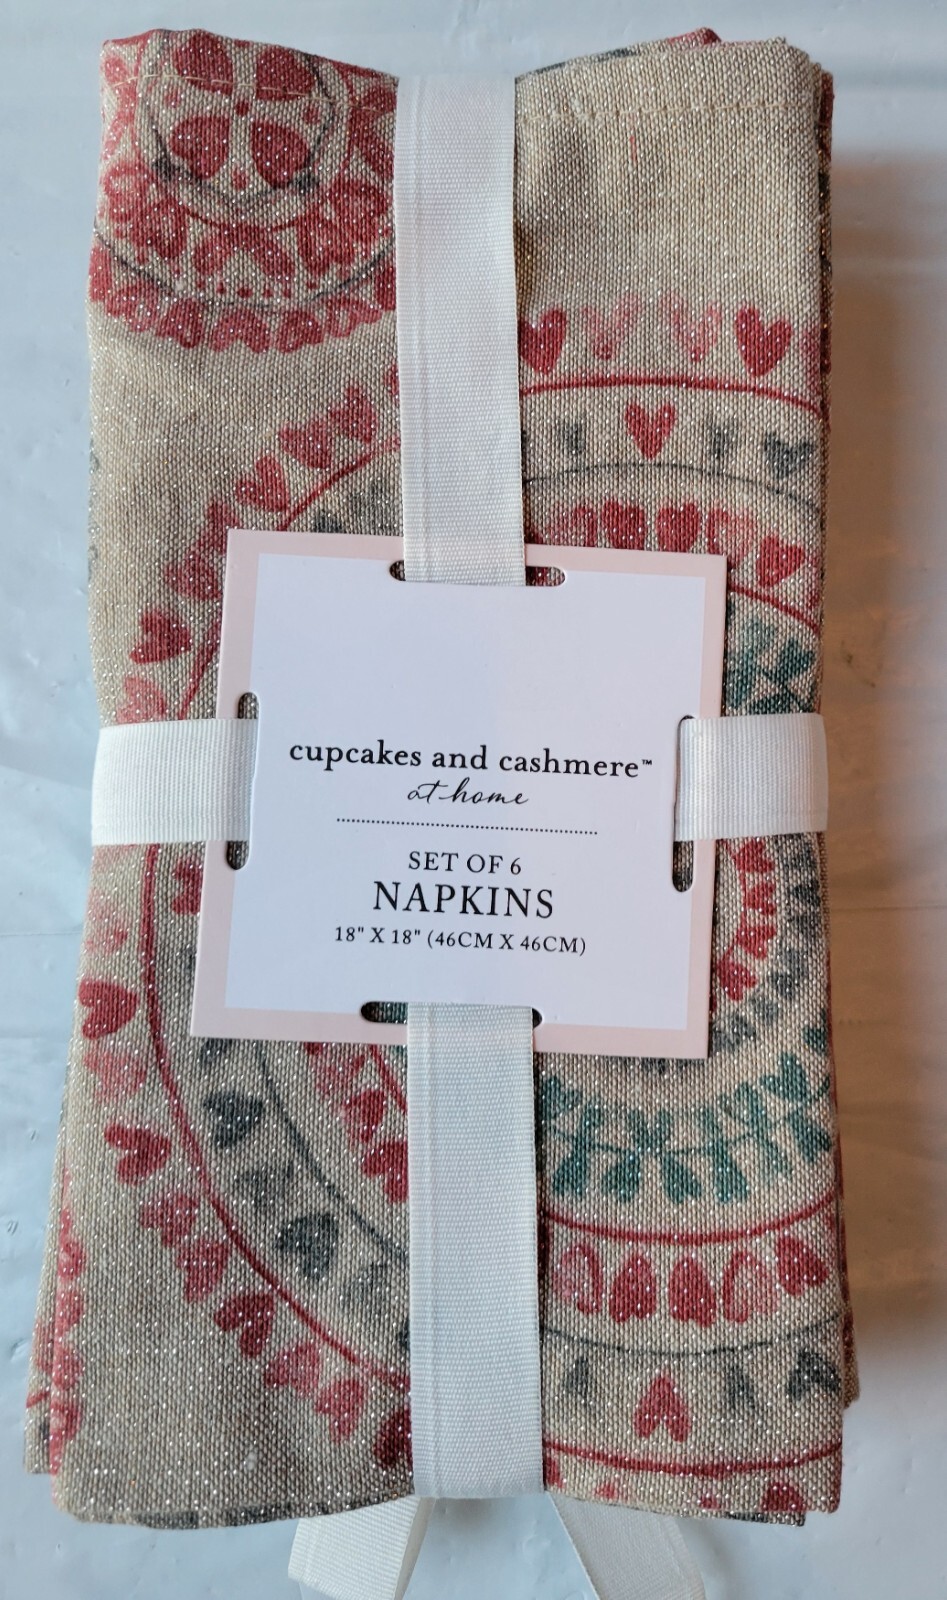 cupcakes and cashmere™
at home
SET OF 6
NAPKINS
18" X 18" (46CM X 46CM)